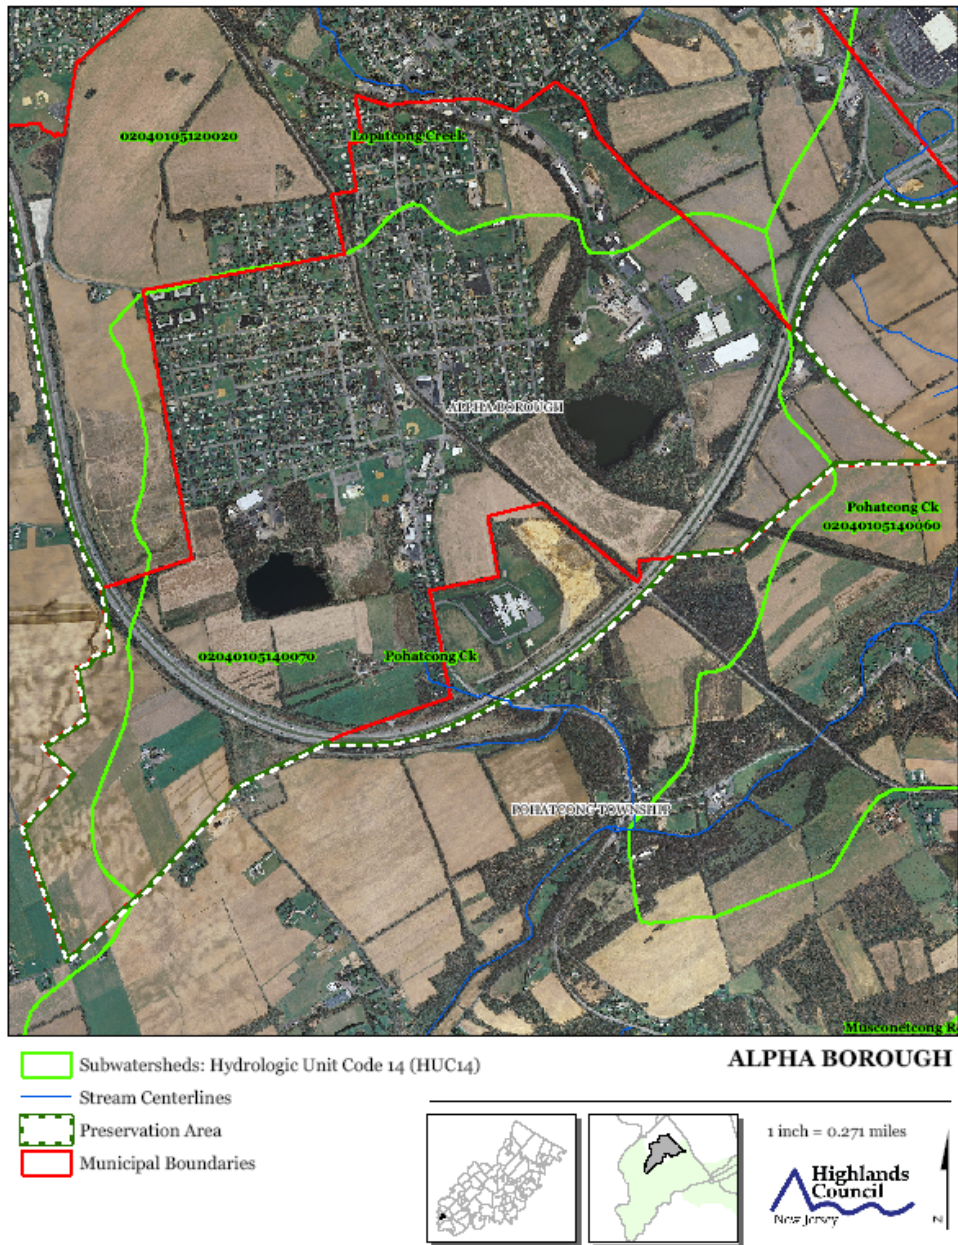 02040105120020
Lopatcong Creek
ALPHA BOROUGH
Pohatcong Ck
02040105140060
02040105140070
Pohatcong Ck
POHATCONG TOWNSHIP
Musconetcong R
Subwatersheds: Hydrologic Unit Code 14 (HUC14)
Stream Centerlines
Preservation Area
Municipal Boundaries
ALPHA BOROUGH
1 inch = 0.271 miles
Highlands
Council
New Jersey
N